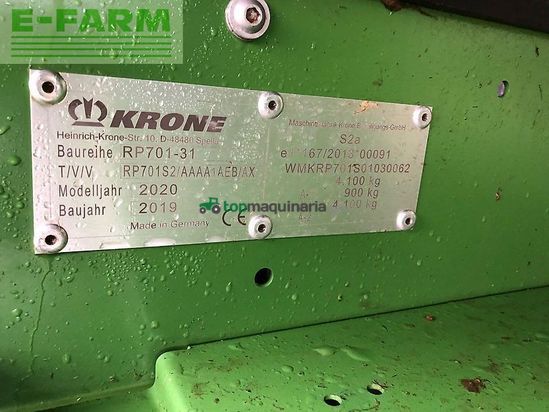 E-FARM
KRONE
Heinrich-Krone-Str. 10, D-48480 Spelle
Maschinenfabrik Krone GmbH
Baureihe RP701-31
S2a
T/V/V RP701S2/AAAA1AEB/AX
167/2013*00091
Modelljahr 2020
WMKRP701S01030062
Baujahr 2019
4.100 kg
900 kg
4.100 kg
Made in Germany CE
A-2
topmaquinaria